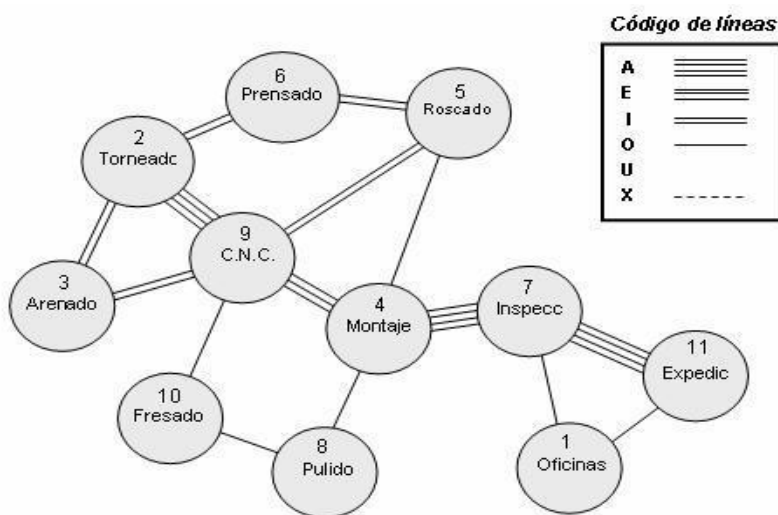 Código de líneas
A
E
I
O
U
X
6
Prensado
5
Roscado
2
Torneado
9
C.N.C.
3
Arenado
4
Montaje
7
Inspecc
11
Expedic
10
Fresado
8
Pulido
1
Oficinas